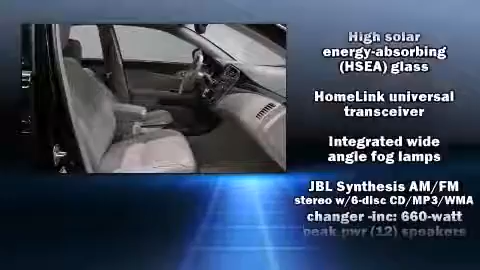 High solar
energy-absorbing
(HSEA) glass
HomeLink universal
transceiver
Integrated wide
angle fog lamps
JBL Synthesis AM/FM
stereo w/6-disc CD/MP3/WMA
changer -inc: 660-watt
peak pwr (12) speakers